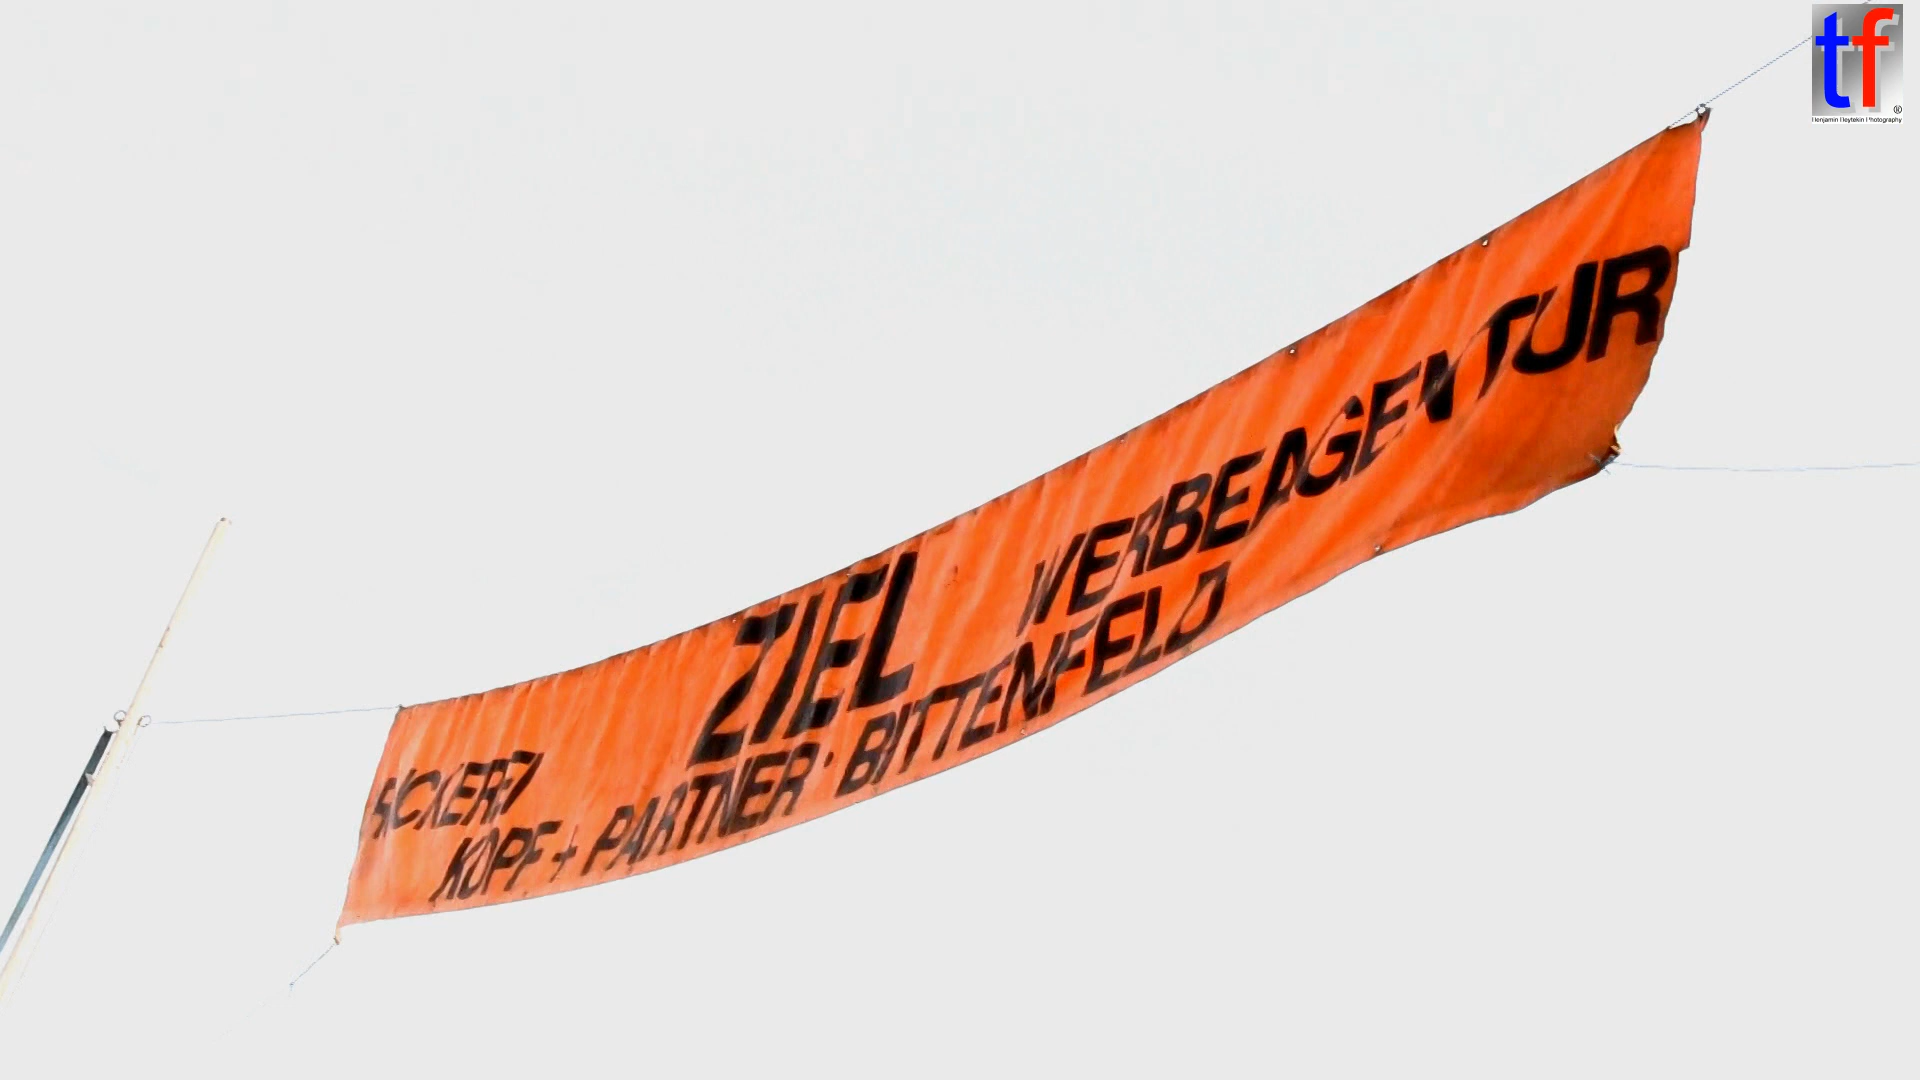 ZIEL WERBEAGENTUR
KOPF + PARTNER · BITTENFELD
tf
®